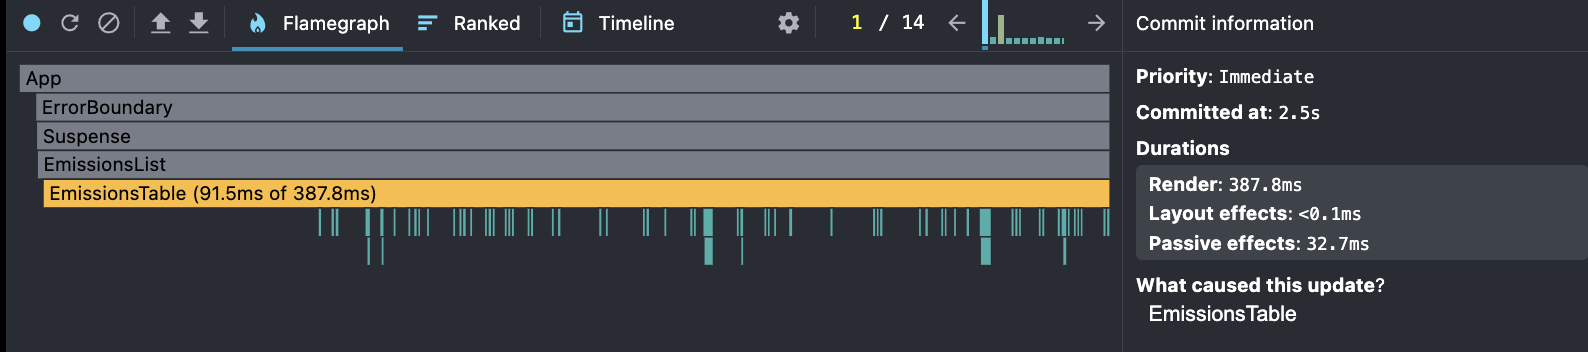 Flamegraph
Ranked
Timeline
1 / 14
Commit information
App
ErrorBoundary
Suspense
EmissionsList
EmissionsTable (91.5ms of 387.8ms)
Priority: Immediate
Committed at: 2.5s
Durations
Render: 387.8ms
Layout effects: <0.1ms
Passive effects: 32.7ms
What caused this update?
EmissionsTable